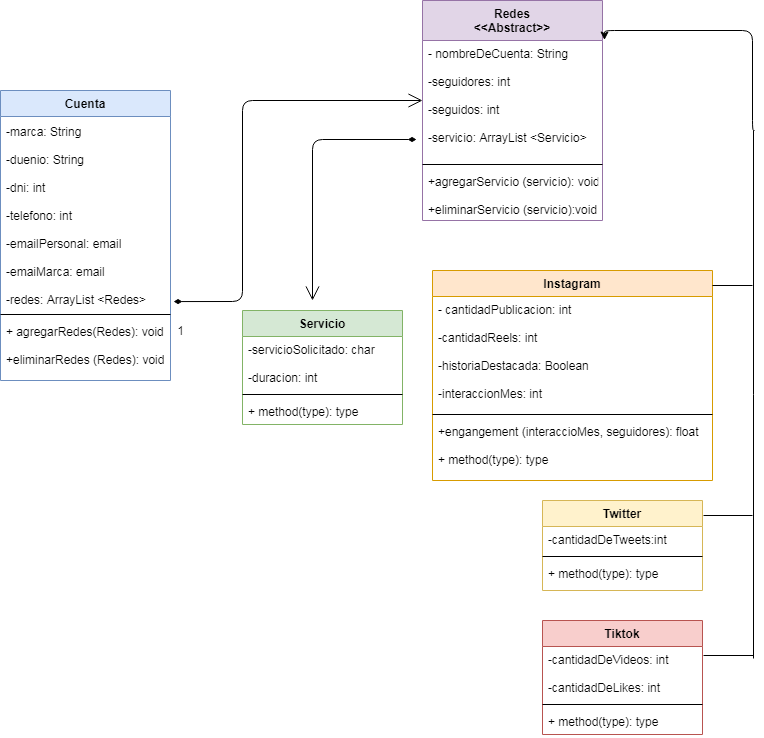 Redes
<<Abstract>>
- nombreDeCuenta: String
-seguidores: int
-seguidos: int
-servicio: ArrayList <Servicio>
+agregarServicio (servicio): void
+eliminarServicio (servicio):void
Cuenta
-marca: String
-duenio: String
-dni: int
-telefono: int
-emailPersonal: email
-emaiMarca: email
-redes: ArrayList <Redes>
+ agregarRedes(Redes): void
+eliminarRedes (Redes): void
1
Servicio
-servicioSolicitado: char
-duracion: int
+ method(type): type
Instagram
- cantidadPublicacion: int
-cantidadReels: int
-historiaDestacada: Boolean
-interaccionMes: int
+engangement (interaccioMes, seguidores): float
+ method(type): type
Twitter
-cantidadDeTweets:int
+ method(type): type
Tiktok
-cantidadDeVideos: int
-cantidadDeLikes: int
+ method(type): type